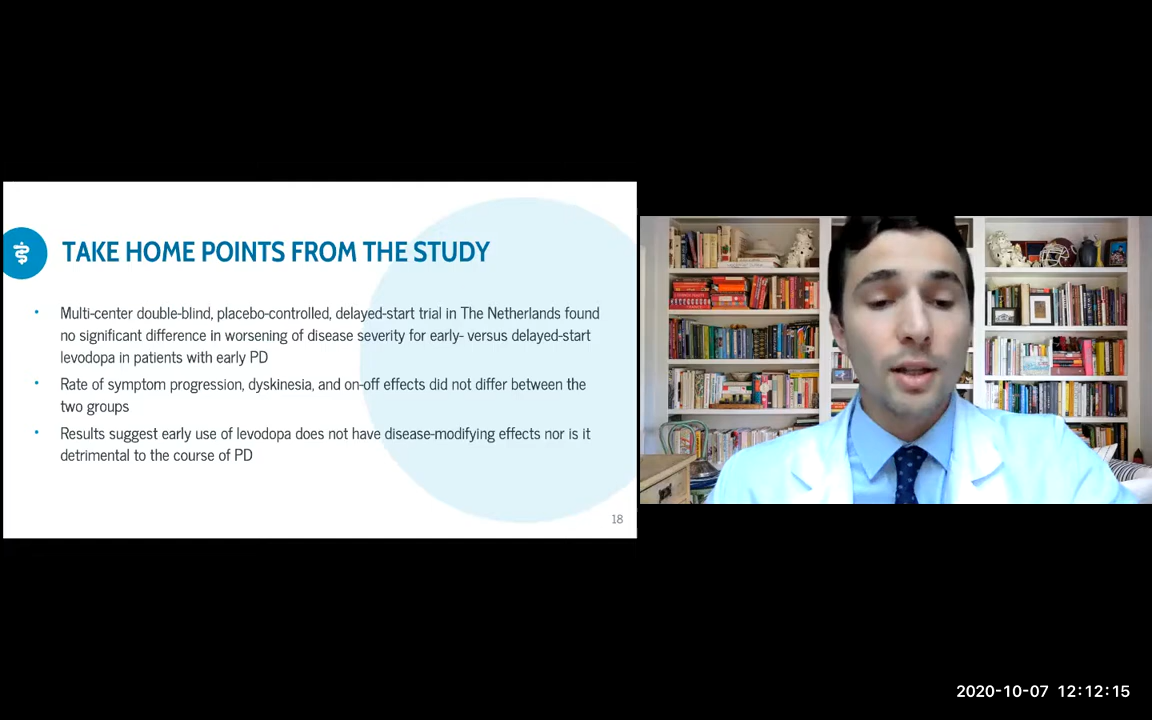 TAKE HOME POINTS FROM THE STUDY
• Multi-center double-blind, placebo-controlled, delayed-start trial in The Netherlands found
no significant difference in worsening of disease severity for early- versus delayed-start
levodopa in patients with early PD
• Rate of symptom progression, dyskinesia, and on-off effects did not differ between the
two groups
• Results suggest early use of levodopa does not have disease-modifying effects nor is it
detrimental to the course of PD
18
2020-10-07 12:12:15